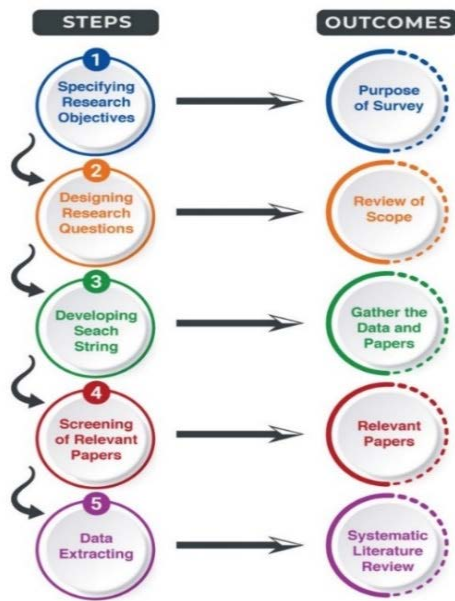 STEPS
OUTCOMES
1
Specifying
Research
Objectives
Purpose
of Survey
2
Designing
Research
Questions
Review of
Scope
3
Developing
Seach
String
Gather the
Data and
Papers
4
Screening
of Relevant
Papers
Relevant
Papers
5
Data
Extracting
Systematic
Literature
Review